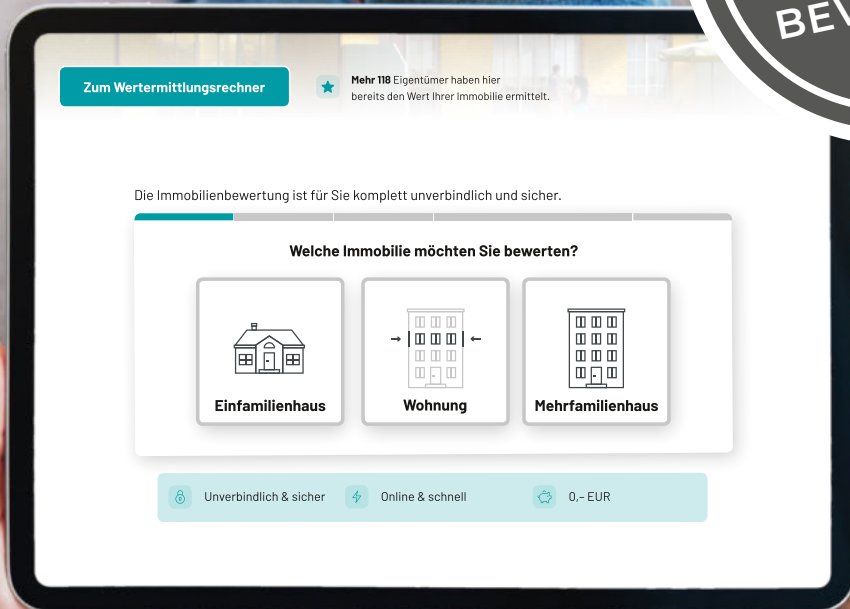 Zum Wertermittlungsrechner
Mehr 118 Eigentümer haben hier
bereits den Wert Ihrer Immobilie ermittelt.
Die Immobilienbewertung ist für Sie komplett unverbindlich und sicher.
Welche Immobilie möchten Sie bewerten?
Einfamilienhaus
Wohnung
Mehrfamilienhaus
Unverbindlich & sicher
Online & schnell
0,- EUR